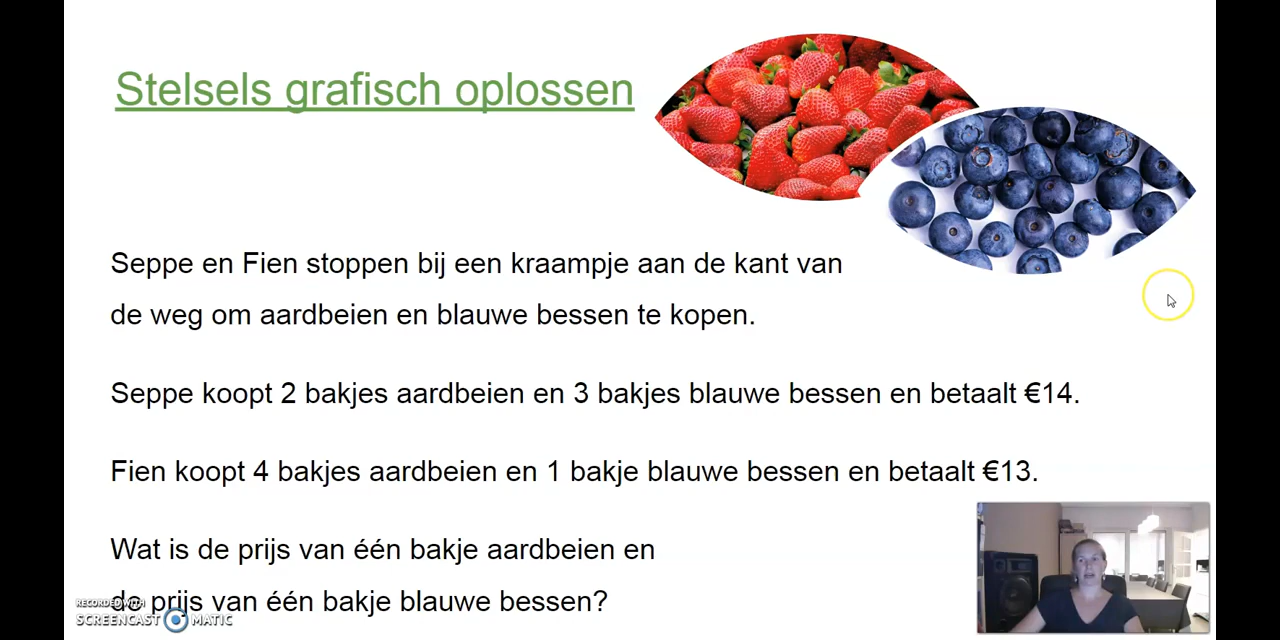 Stelsels grafisch oplossen
Seppe en Fien stoppen bij een kraampje aan de kant van
de weg om aardbeien en blauwe bessen te kopen.
Seppe koopt 2 bakjes aardbeien en 3 bakjes blauwe bessen en betaalt €14.
Fien koopt 4 bakjes aardbeien en 1 bakje blauwe bessen en betaalt €13.
Wat is de prijs van één bakje aardbeien en
de prijs van één bakje blauwe bessen?
RECORDED WITH
SCREENCAST MATIC